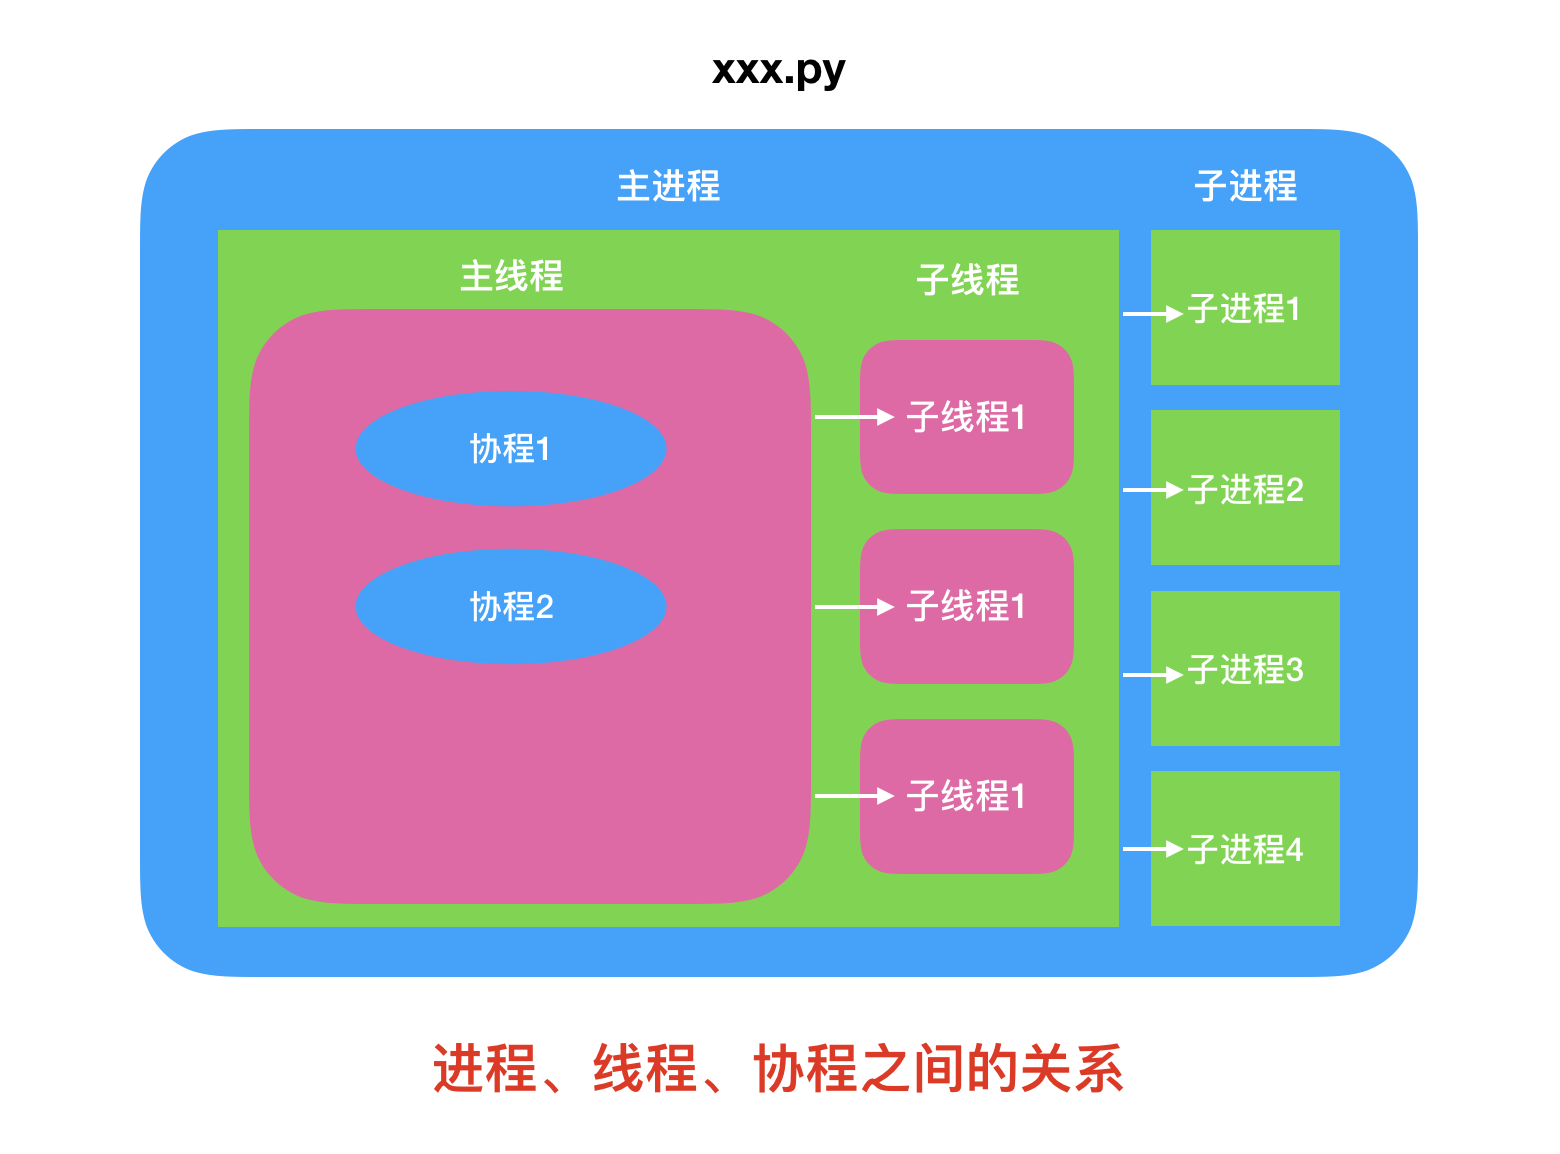 xxx.py
主进程
子进程
主线程
子线程
协程1
协程2
子线程1
子线程1
子线程1
子进程1
子进程2
子进程3
子进程4
进程、线程、协程之间的关系